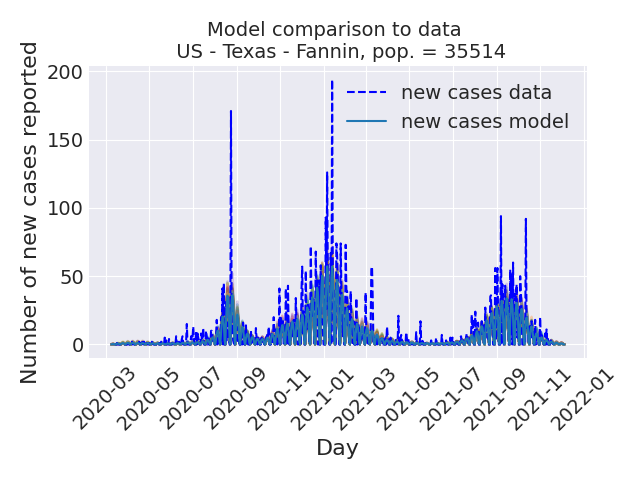 Model comparison to data
US - Texas - Fannin, pop. = 35514
Number of new cases reported
200
150
100
50
0
new cases data
new cases model
2020-03
2020-05
2020-07
2020-09
2020-11
2021-01
2021-03
2021-05
2021-07
2021-09
2021-11
2022-01
Day